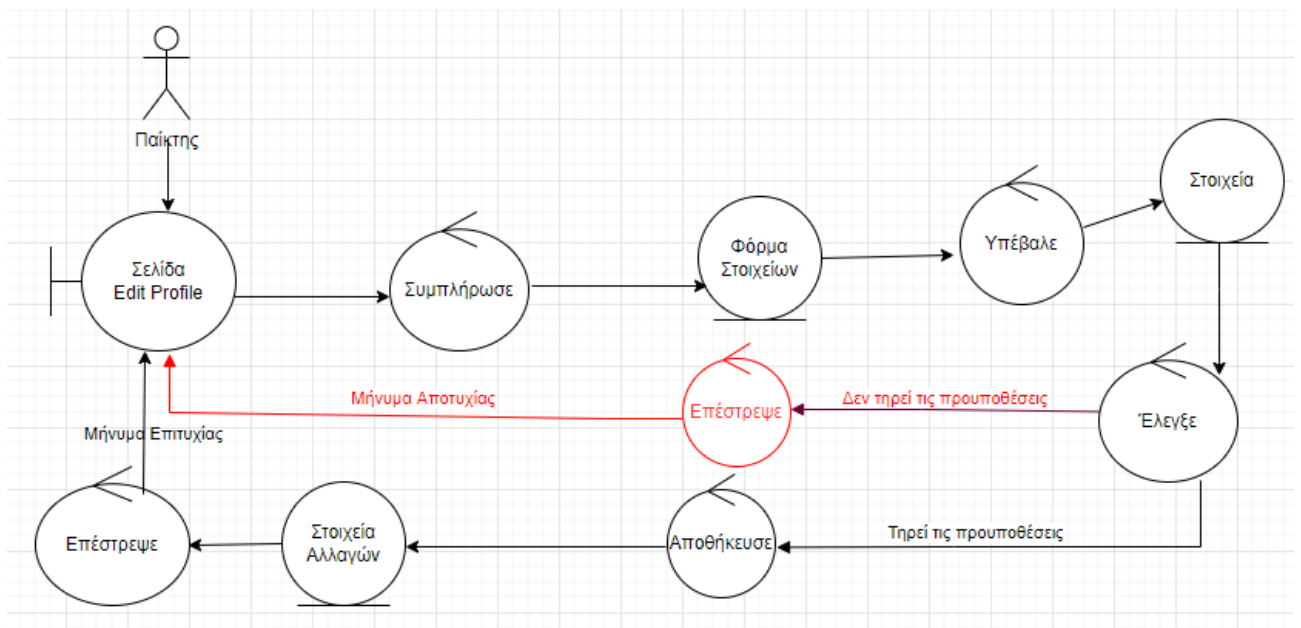 Παίκτης
Στοιχεία
Σελίδα
Edit Profile
Συμπλήρωσε
Φόρμα
Στοιχείων
Υπέβαλε
Μήνυμα Αποτυχίας
Επέστρεψε
Δεν τηρεί τις προυποθέσεις
Έλεγξε
Μήνυμα Επιτυχίας
Επέστρεψε
Στοιχεία
Αλλαγών
Αποθήκευσε
Τηρεί τις προυποθέσεις